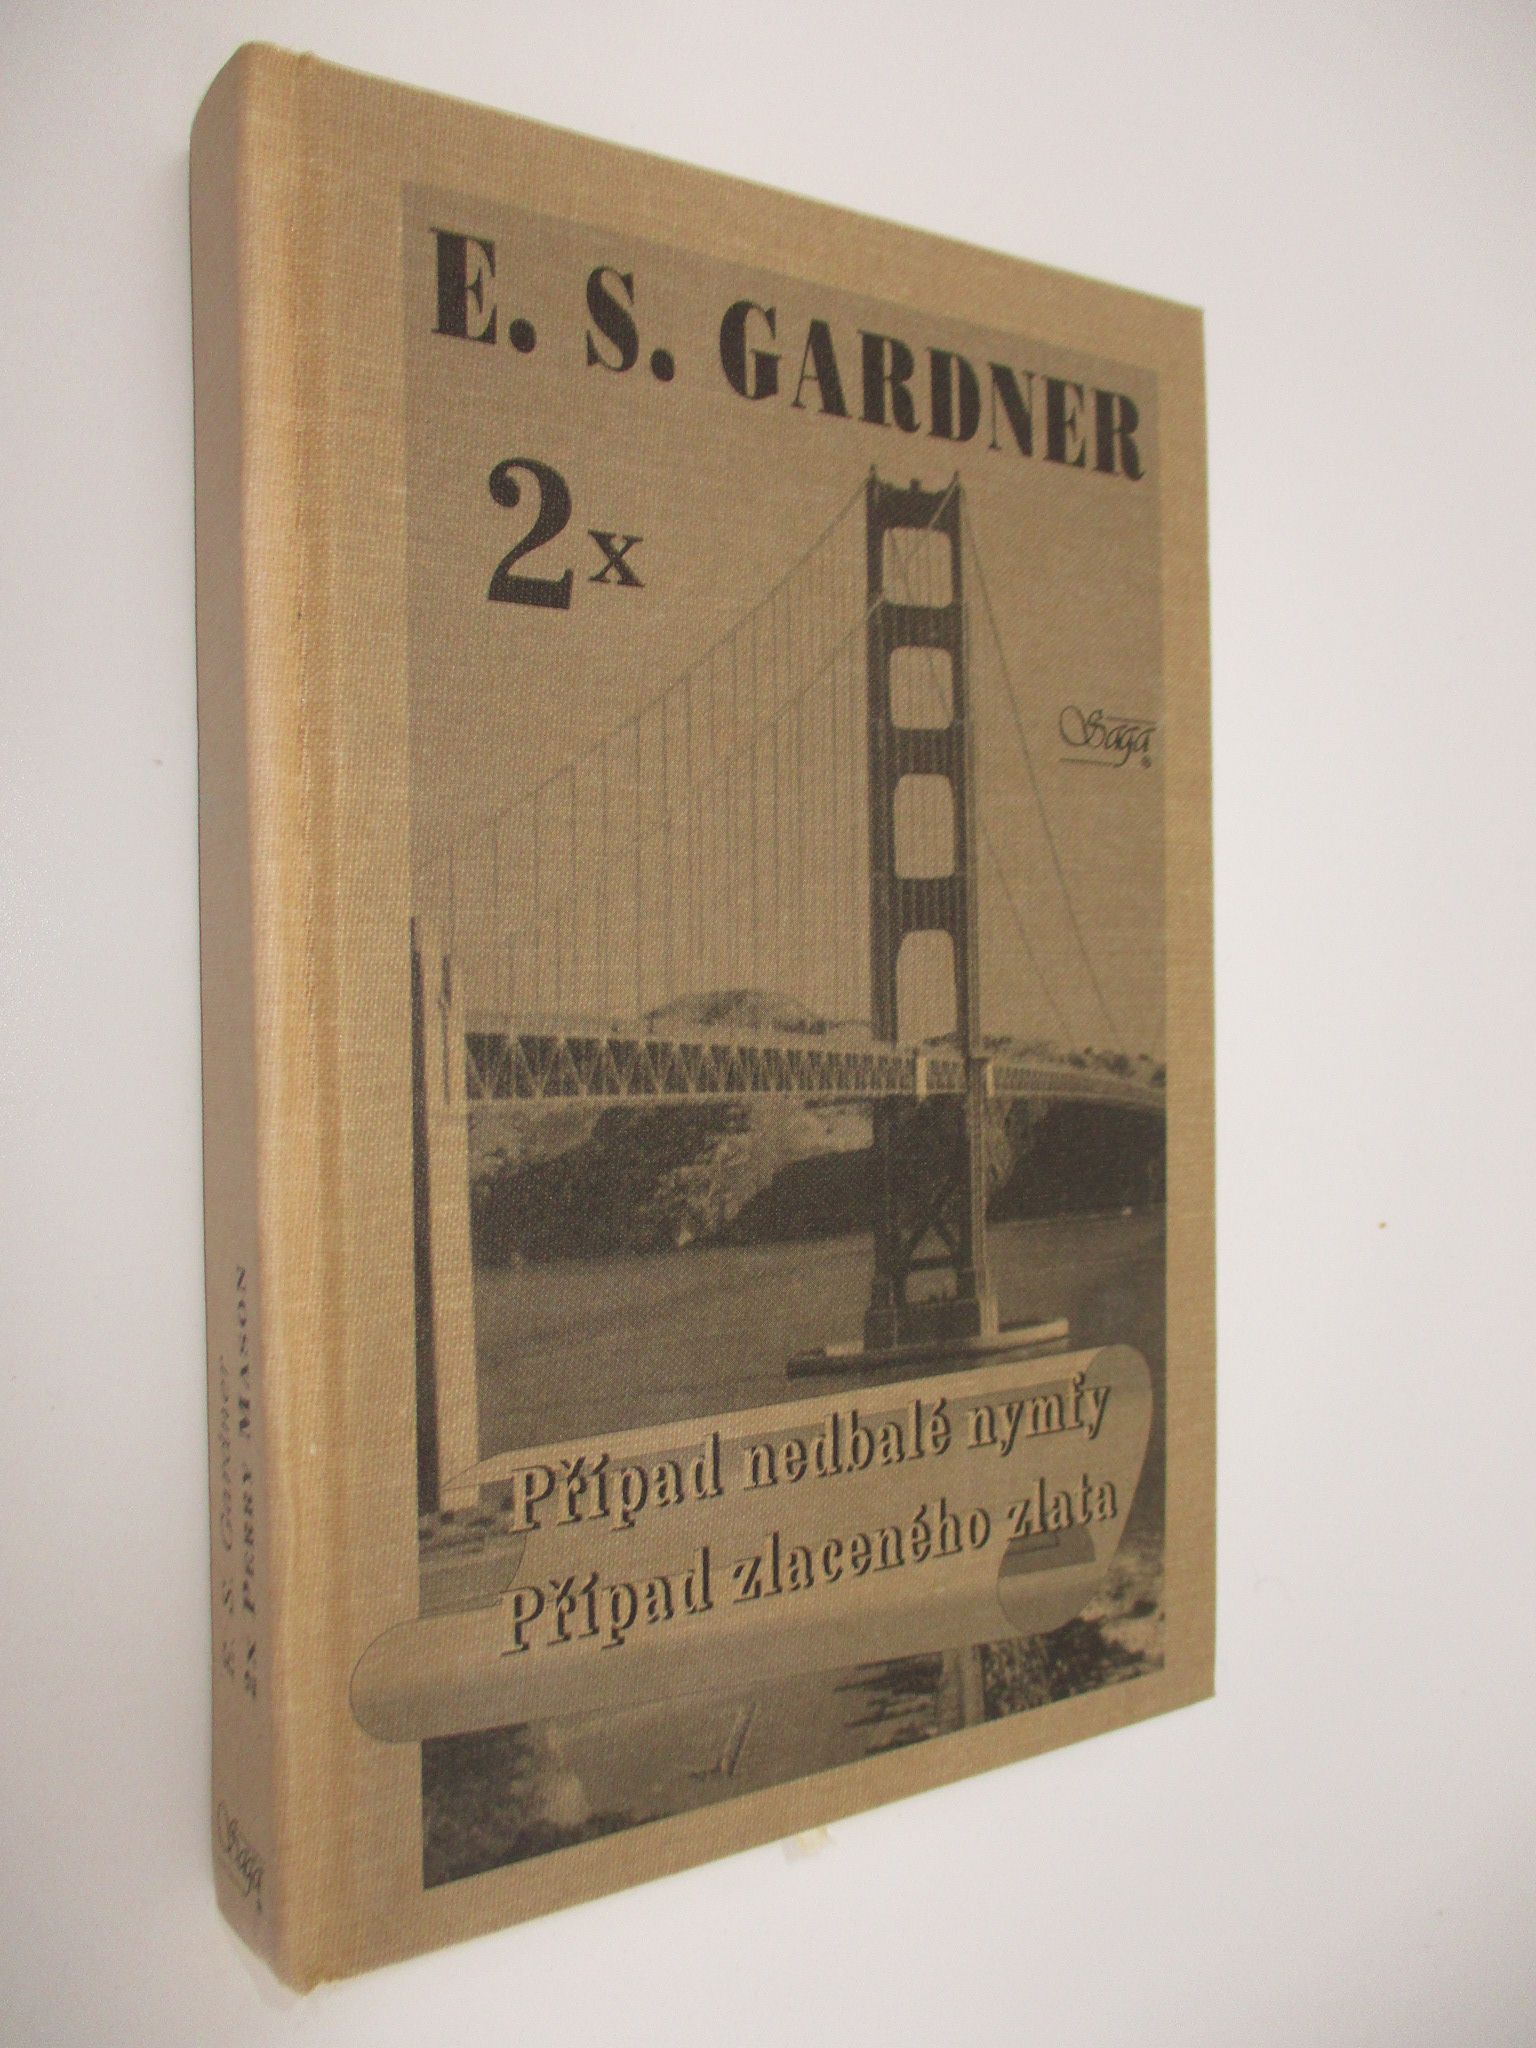 E. S. GARDNER
2x
Saga
Případ nedbalé nymfy
Případ zlaceného zlata
E. S. Gardner
2x PERRY MASON
Saga